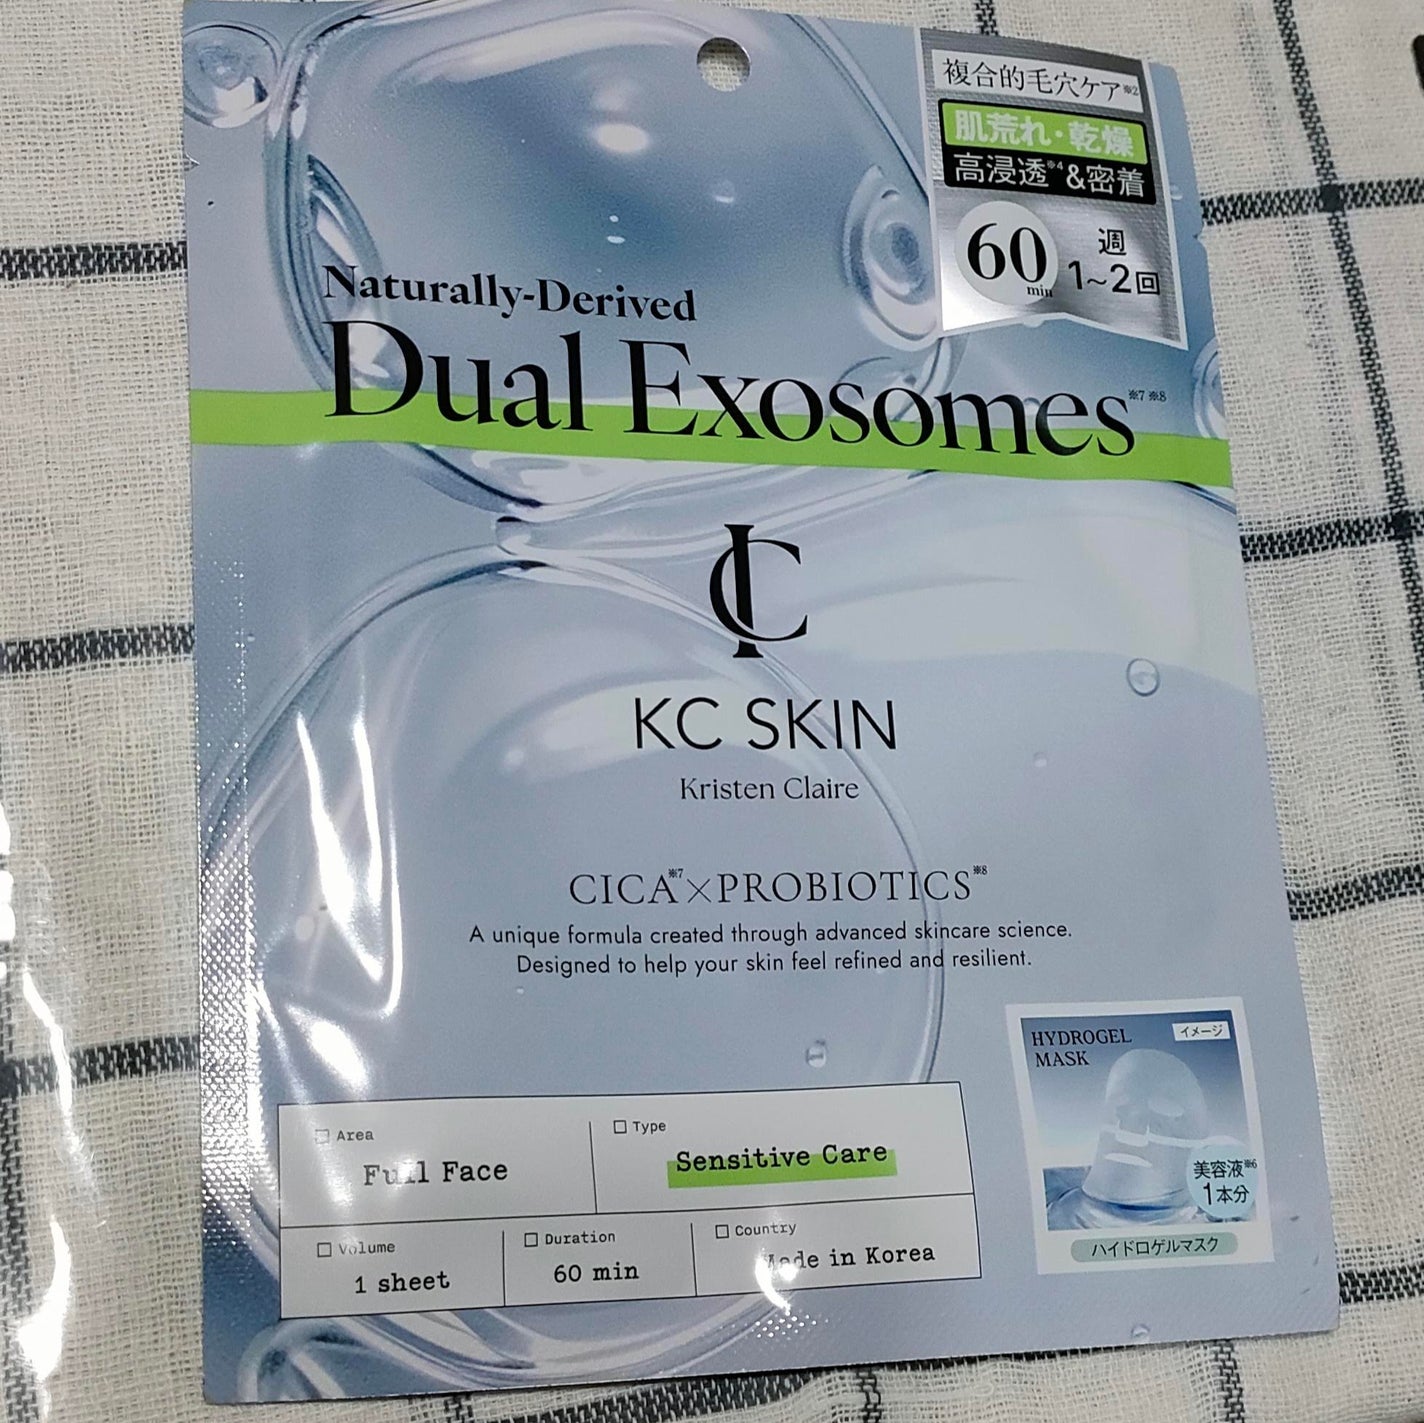 複合的毛穴ケア※2
肌荒れ・乾燥
高浸透※4&密着
60min
週
1~2回
Naturally-Derived
Dual Exosomes※7 ※8
KC SKIN
Kristen Claire
CICA※7×PROBIOTICS※8
A unique formula created through advanced skincare science.
Designed to help your skin feel refined and resilient.
HYDROGEL
MASK
イメージ
美容液※6
1本分
ハイドロゲルマスク
Area
Full Face
Type
Sensitive Care
Volume
1 sheet
Duration
60 min
Country
Made in Korea